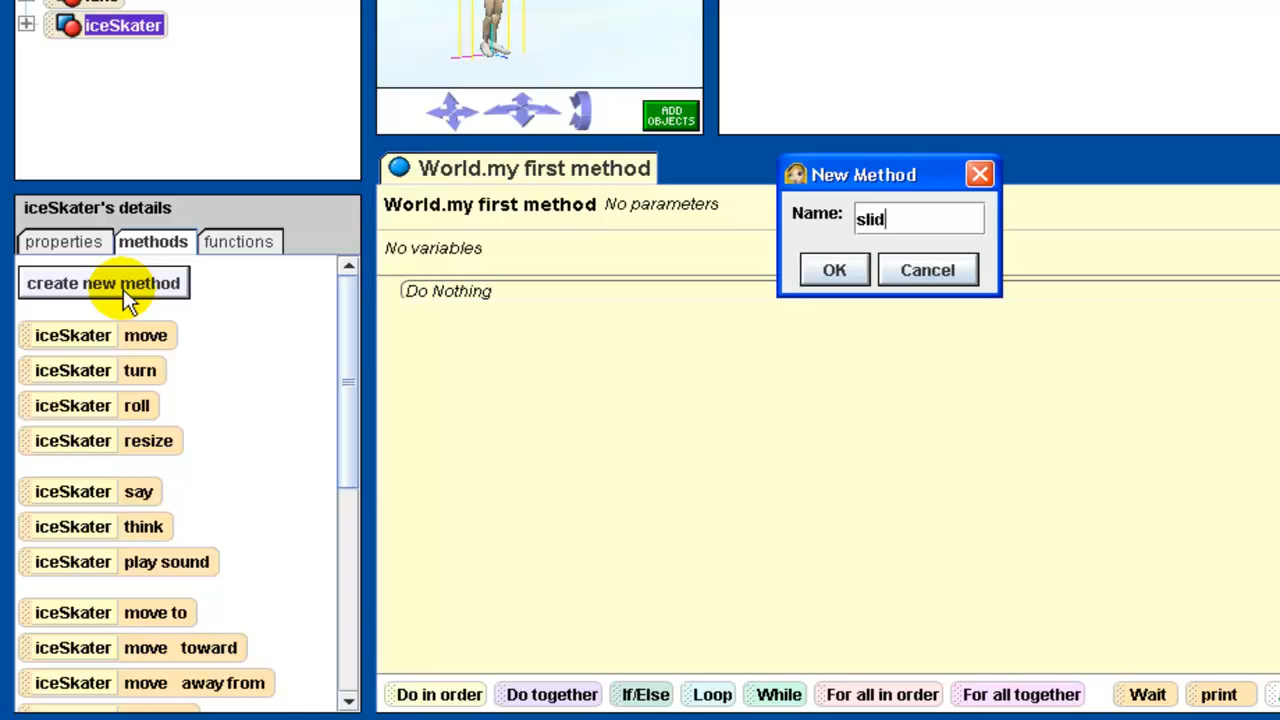 iceSkater
ADD
OBJECTS
World.my first method
World.my first method No parameters
No variables
Do Nothing
New Method
Name: slid
OK Cancel
iceSkater's details
properties methods functions
create new method
iceSkater move
iceSkater turn
iceSkater roll
iceSkater resize
iceSkater say
iceSkater think
iceSkater play sound
iceSkater move to
iceSkater move toward
iceSkater move away from
Do in order Do together If/Else Loop While For all in order For all together Wait print